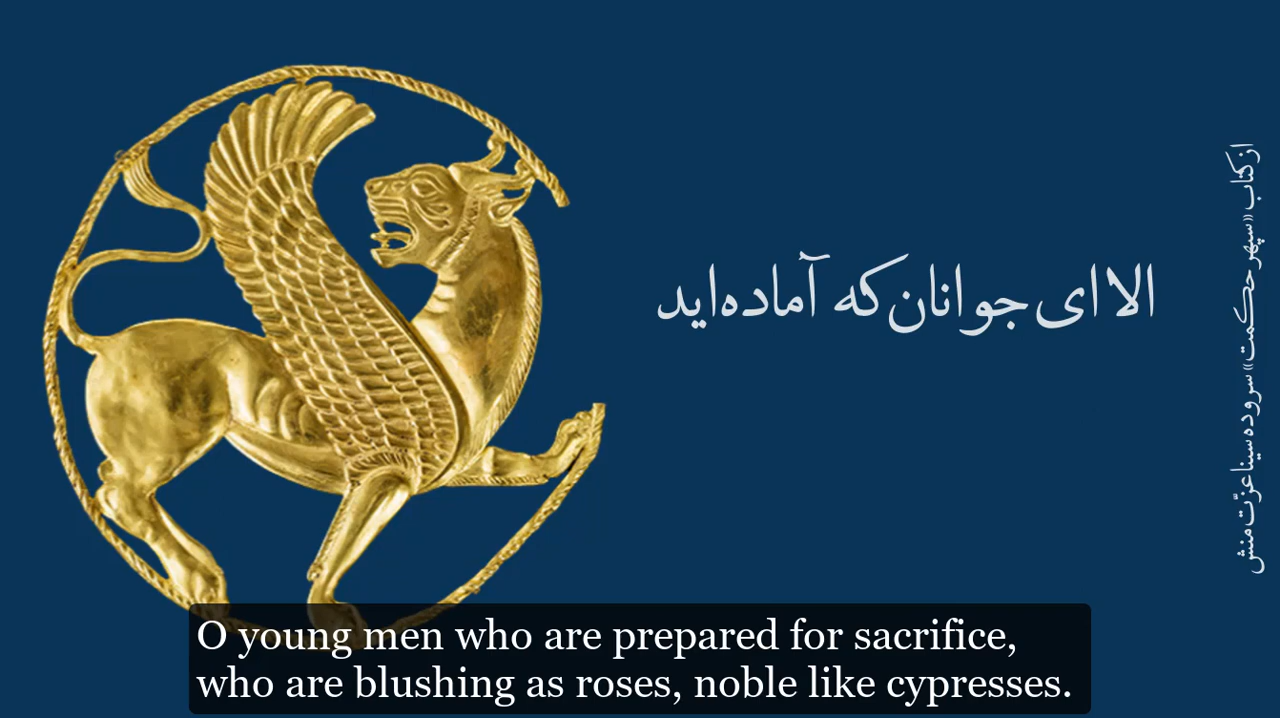 الا ای جوانان که آماده‌اید
از کتاب «سپهر حکمت» سروده سینا عزّت‌منش
O young men who are prepared for sacrifice,
who are blushing as roses, noble like cypresses.